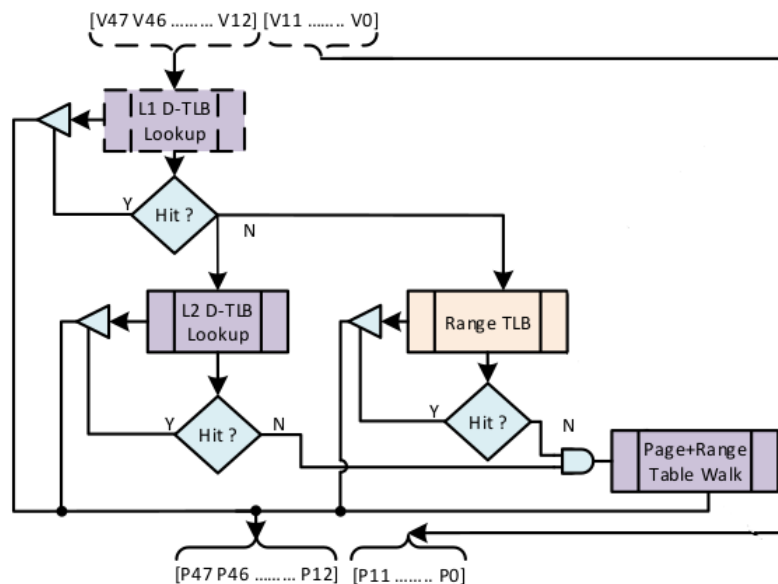 [V47 V46 ......... V12] [V11 ........ V0]
L1 D-TLB
Lookup
Y
Hit ?
N
L2 D-TLB
Lookup
Range TLB
Y
Hit ?
N
Y
Hit ?
N
Page+Range
Table Walk
[P47 P46 ......... P12] [P11 ........ P0]